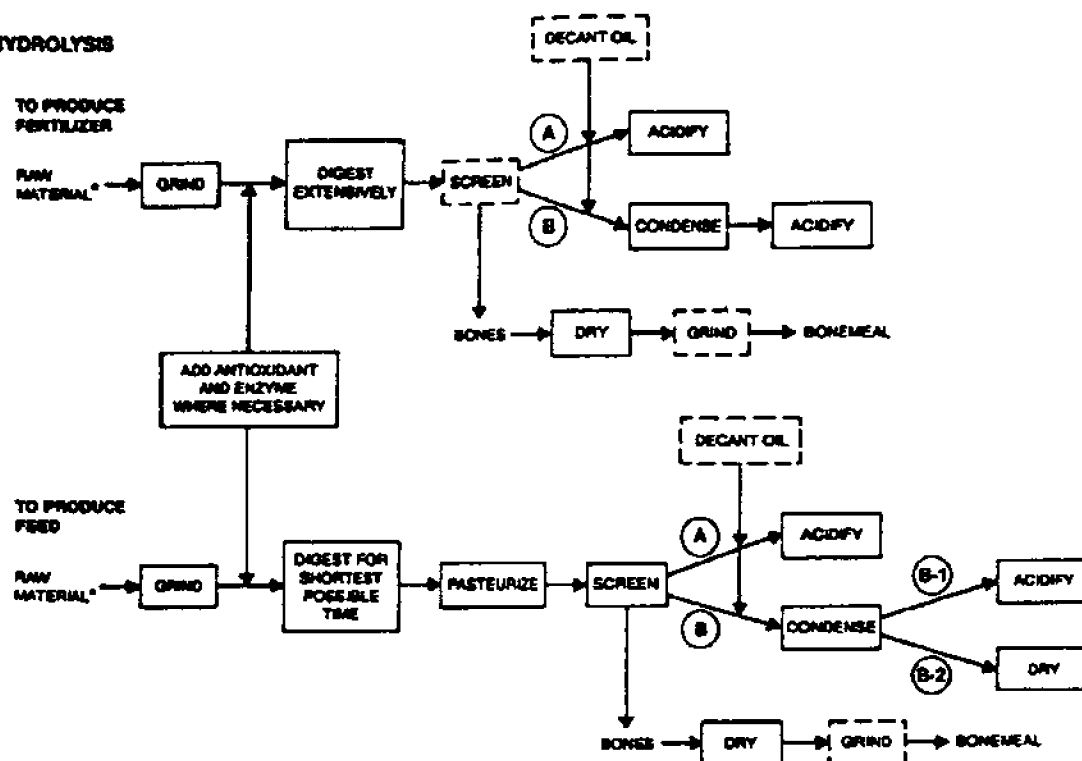 HYDROLYSIS
DECANT OIL
TO PRODUCE
FERTILIZER
A
ACIDIFY
RAW
MATERIAL*
GRIND
DIGEST
EXTENSIVELY
SCREEN
B
CONDENSE
ACIDIFY
BONES
DRY
GRIND
BONEMEAL
ADD ANTIOXIDANT
AND ENZYME
WHERE NECESSARY
DECANT OIL
TO PRODUCE
FEED
A
ACIDIFY
RAW
MATERIAL*
GRIND
DIGEST FOR
SHORTEST
POSSIBLE
TIME
PASTEURIZE
SCREEN
B
CONDENSE
B-1
ACIDIFY
B-2
DRY
BONES
DRY
GRIND
BONEMEAL